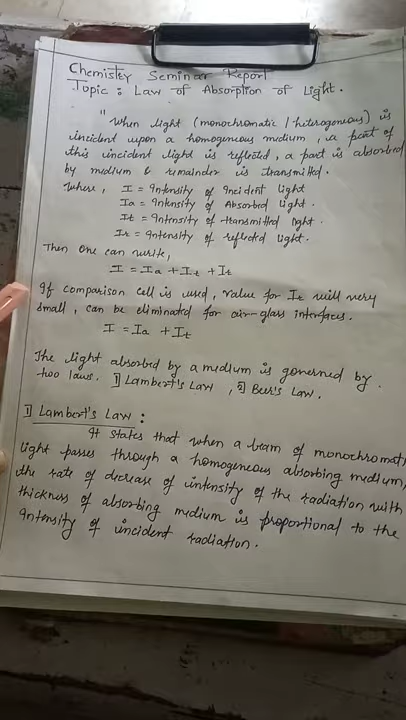 Chemistry Seminar Report
Topic : Law of Absorption of Light.
"When light (monochromatic / heterogeneous) is
incident upon a homogeneous medium, a part of
this incident light is reflected, a part is absorbed
by medium & remainder is transmitted.
Where, I = Intensity of Incident light
Ia = Intensity of Absorbed light.
It = Intensity of transmitted light.
Ir = Intensity of reflected light.
Then one can write,
I = Ia + It + It
If comparison cell is used, value for Ir will very
small, can be eliminated for air-glass interfaces.
I = Ia + It
The light absorbed by a medium is governed by
two laws. 1] Lambert's Law, 2] Beer's Law.
1] Lambert's Law :
It states that when a beam of monochromati
light passes through a homogeneous absorbing medium,
the rate of decrease of intensity of the radiation with
thickness of absorbing medium is proportional to the
intensity of incident radiation.